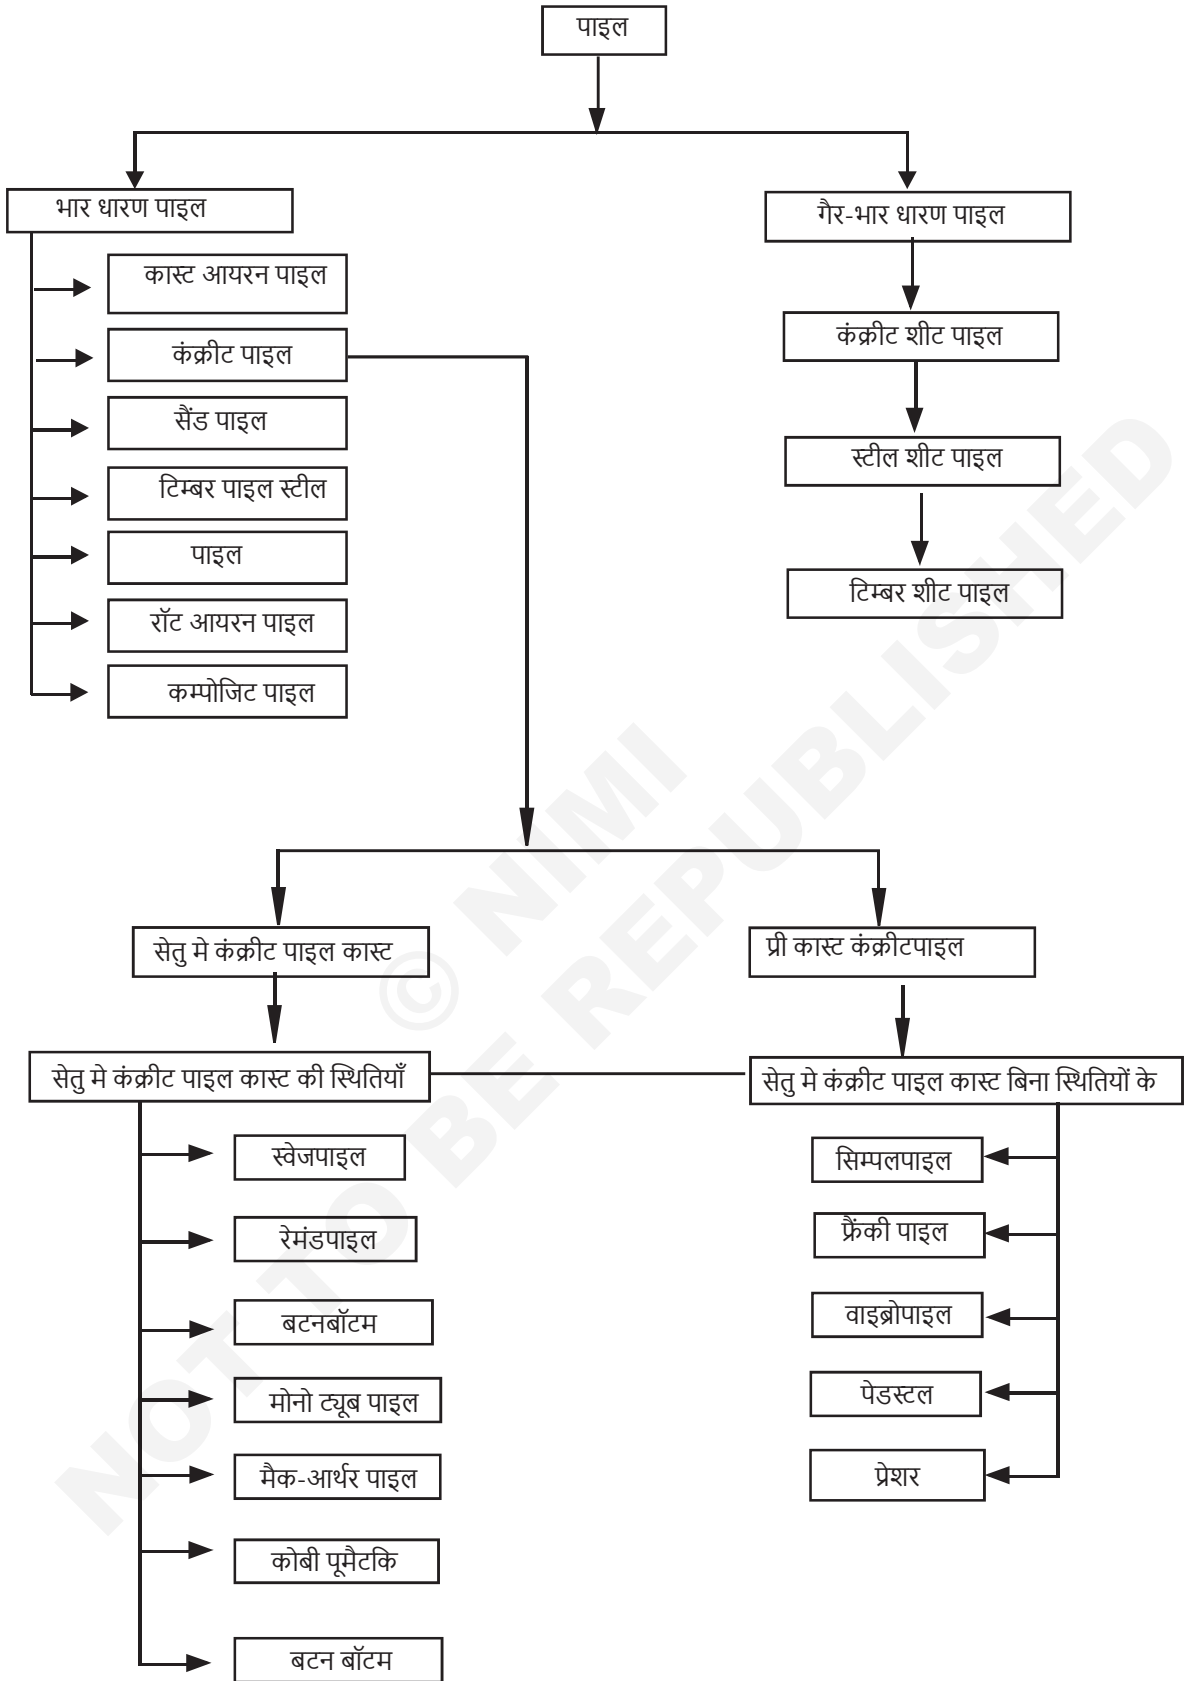 पाइल
भार धारण पाइल
गैर-भार धारण पाइल
कास्ट आयरन पाइल
कंक्रीट पाइल
सैंड पाइल
टिम्बर पाइल स्टील
पाइल
रॉट आयरन पाइल
कम्पोजिट पाइल
कंक्रीट शीट पाइल
स्टील शीट पाइल
टिम्बर शीट पाइल
सेतु मे कंक्रीट पाइल कास्ट
प्री कास्ट कंक्रीटपाइल
सेतु मे कंक्रीट पाइल कास्ट की स्थितियाँ
सेतु मे कंक्रीट पाइल कास्ट बिना स्थितियों के
स्वेजपाइल
रेमंडपाइल
बटनबॉटम
मोनो ट्यूब पाइल
मैक-आर्थर पाइल
कोबी पूमैटकि
बटन बॉटम
सिम्पलपाइल
फ्रैंकी पाइल
वाइब्रोपाइल
पेडस्टल
प्रेशर
© NIMI
NOT TO BE REPUBLISHED